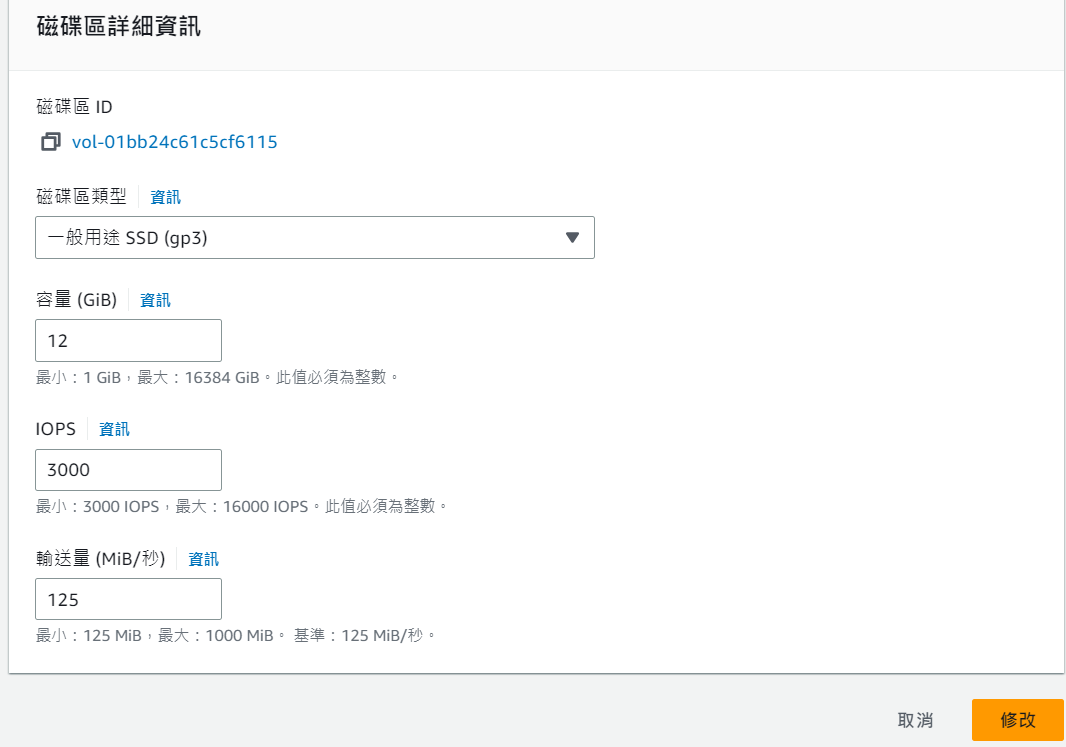 磁碟區詳細資訊
磁碟區 ID
vol-01bb24c61c5cf6115
磁碟區類型 資訊
一般用途 SSD (gp3)
容量 (GiB) 資訊
12
最小：1 GiB，最大：16384 GiB。此值必須為整數。
IOPS 資訊
3000
最小：3000 IOPS，最大：16000 IOPS。此值必須為整數。
輸送量 (MiB/秒) 資訊
125
最小：125 MiB，最大：1000 MiB。 基準：125 MiB/秒。
取消 修改